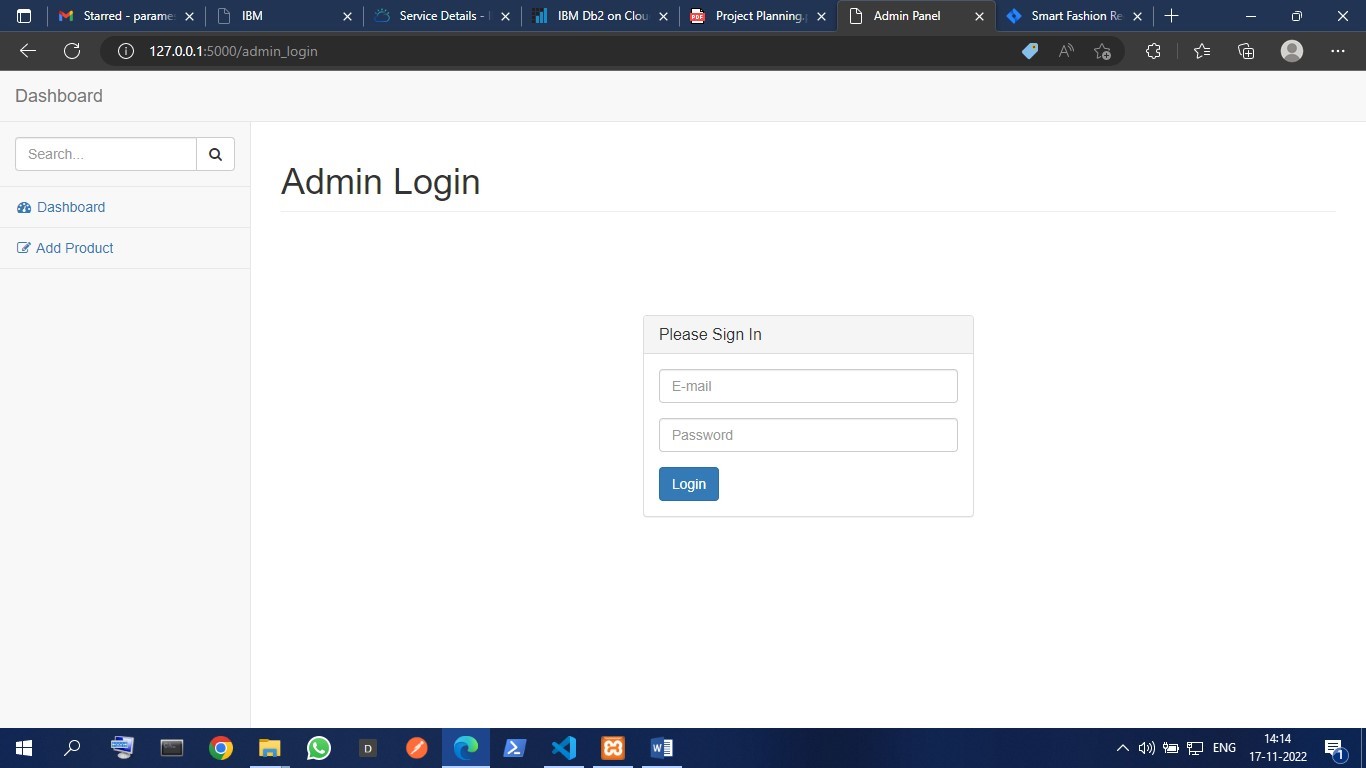 Starred - parame
IBM
Service Details - I
IBM Db2 on Clou
Project Planning.p
Admin Panel
Smart Fashion Re
127.0.0.1:5000/admin_login
Dashboard
Search...
Admin Login
Dashboard
Add Product
Please Sign In
E-mail
Password
Login
ENG
14:14
17-11-2022
1